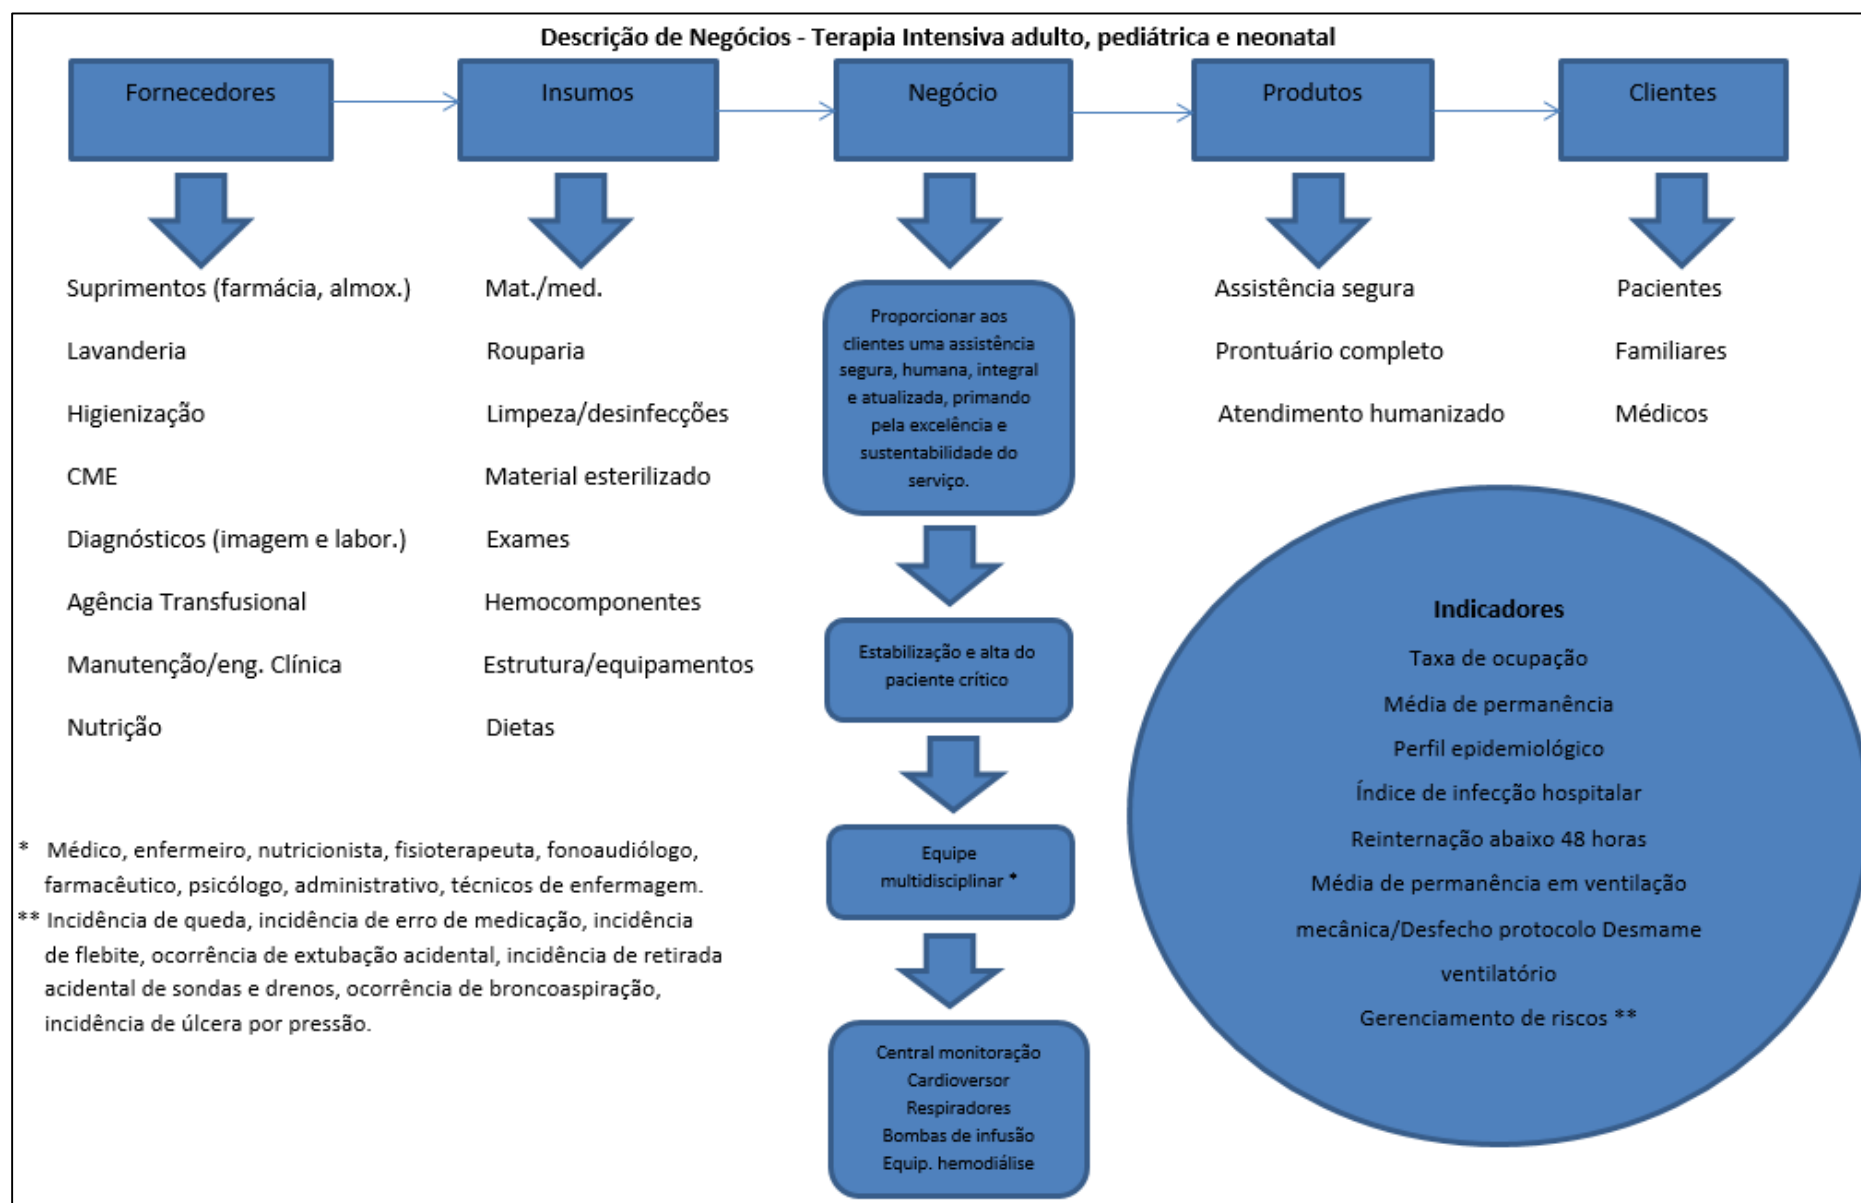 Descrição de Negócios - Terapia Intensiva adulto, pediátrica e neonatal
Fornecedores
Insumos
Negócio
Produtos
Clientes
Suprimentos (farmácia, almox.)
Lavanderia
Higienização
CME
Diagnósticos (imagem e labor.)
Agência Transfusional
Manutenção/eng. Clínica
Nutrição
Mat./med.
Rouparia
Limpeza/desinfecções
Material esterilizado
Exames
Hemocomponentes
Estrutura/equipamentos
Dietas
Proporcionar aos
clientes uma assistência
segura, humana, integral
e atualizada, primando
pela excelência e
sustentabilidade do
serviço.
Estabilização e alta do
paciente crítico
Equipe
multidisciplinar *
Central monitoração
Cardioversor
Respiradores
Bombas de infusão
Equip. hemodiálise
Assistência segura
Prontuário completo
Atendimento humanizado
Pacientes
Familiares
Médicos
Indicadores
Taxa de ocupação
Média de permanência
Perfil epidemiológico
Índice de infecção hospitalar
Reinternação abaixo 48 horas
Média de permanência em ventilação
mecânica/Desfecho protocolo Desmame
ventilatório
Gerenciamento de riscos **
* Médico, enfermeiro, nutricionista, fisioterapeuta, fonoaudiólogo,
farmacêutico, psicólogo, administrativo, técnicos de enfermagem.
** Incidência de queda, incidência de erro de medicação, incidência
de flebite, ocorrência de extubação acidental, incidência de retirada
acidental de sondas e drenos, ocorrência de broncoaspiração,
incidência de úlcera por pressão.